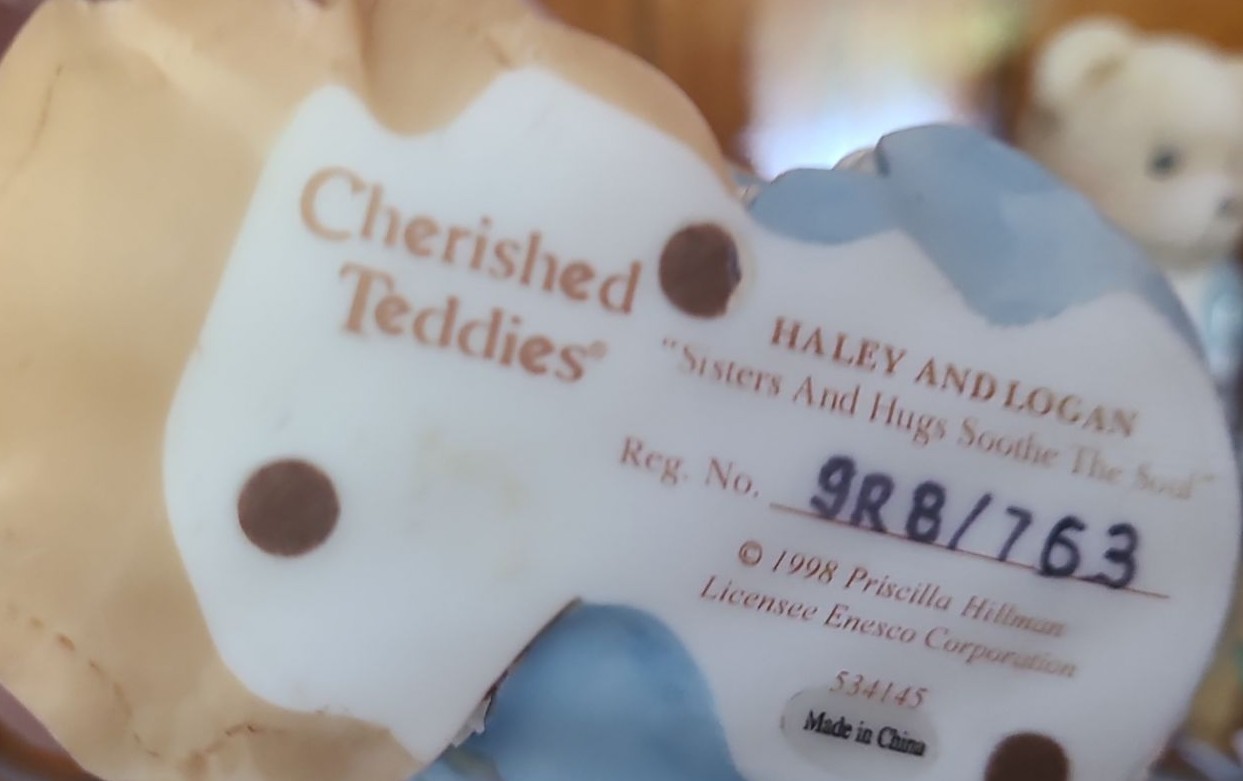 Cherished
Teddies®
HALEY AND LOGAN
"Sisters And Hugs Soothe The Soul"
Reg. No. 9R8/763
© 1998 Priscilla Hillman
Licensee Enesco Corporation
534145
Made in China